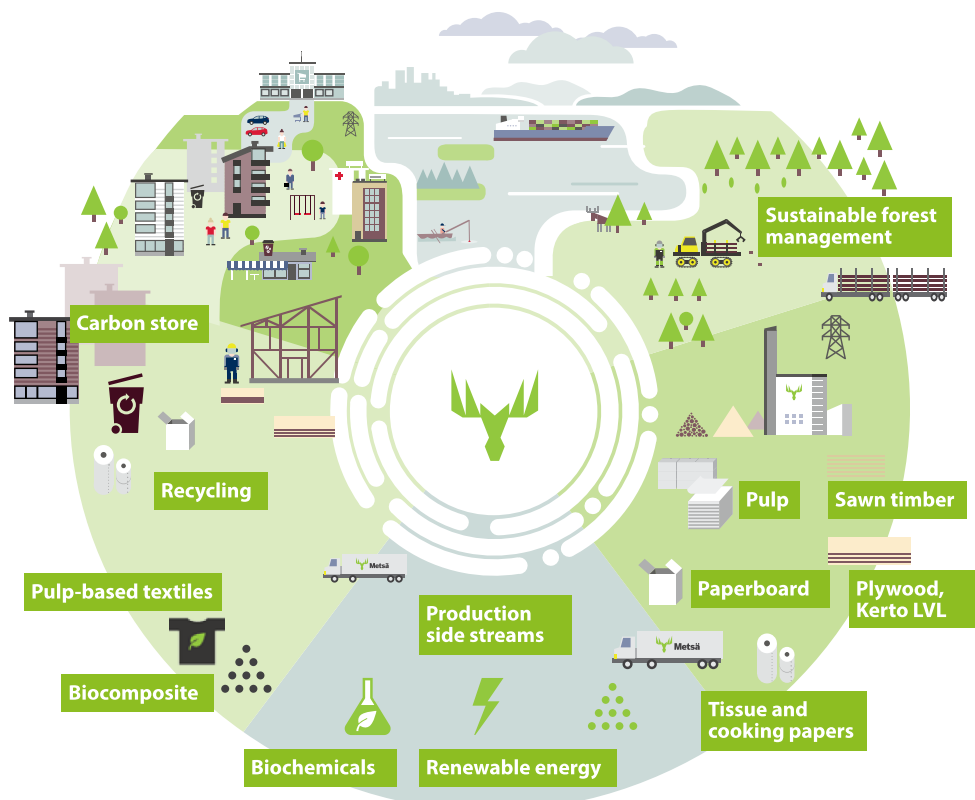 Sustainable forest
management
Carbon store
Recycling
Pulp
Sawn timber
Metsä
Pulp-based textiles
Production
side streams
Paperboard
Plywood,
Kerto LVL
Metsä
Biocomposite
Tissue and
cooking papers
Biochemicals
Renewable energy